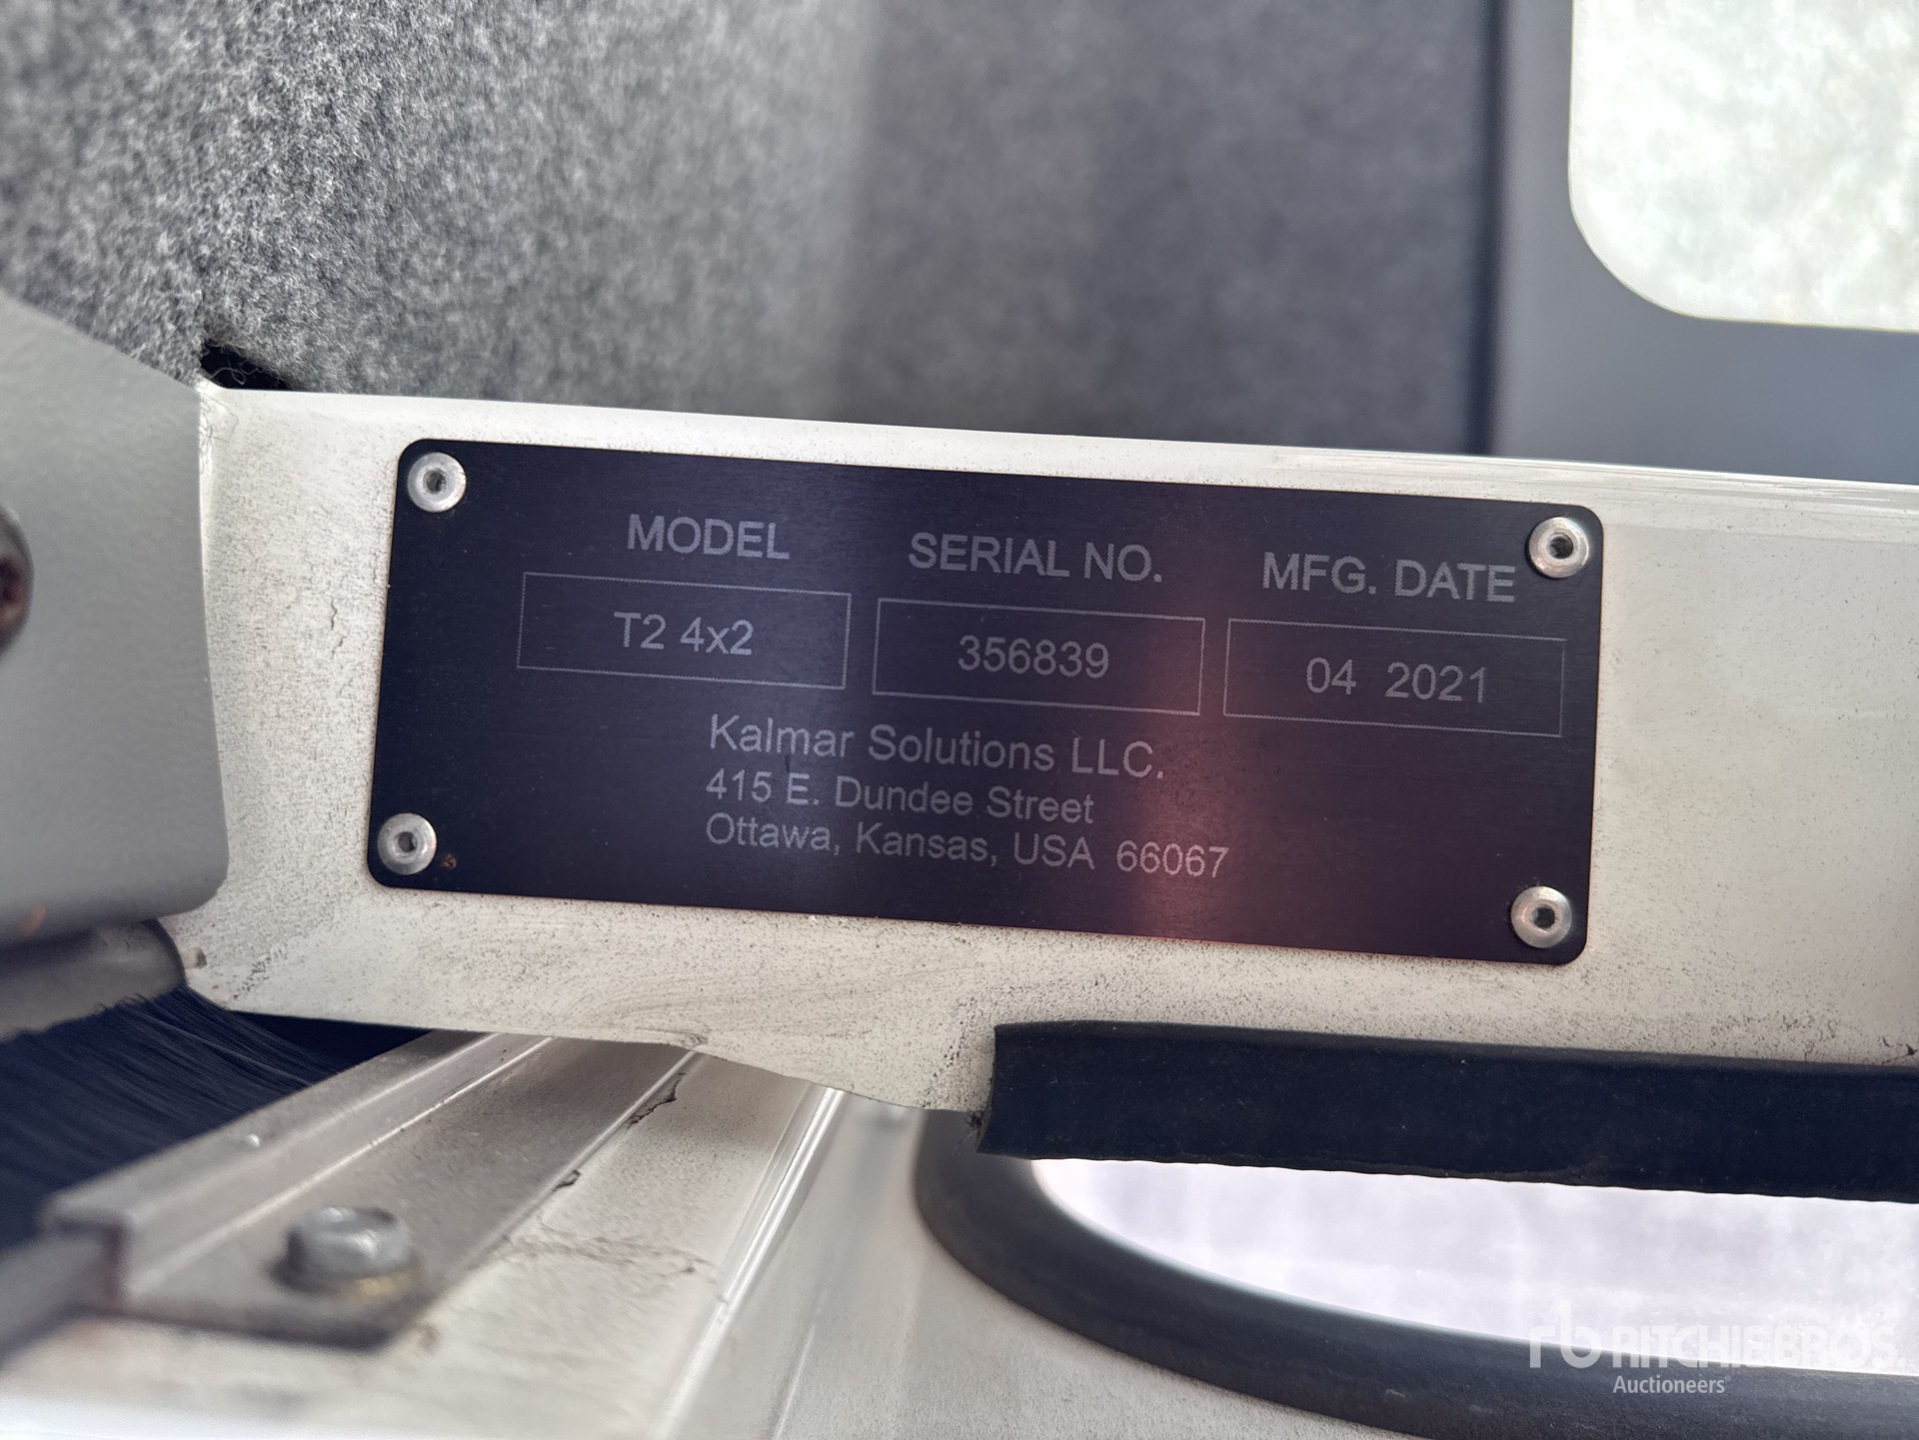 MODEL SERIAL NO. MFG. DATE
T2 4x2 356839 04 2021
Kalmar Solutions LLC.
415 E. Dundee Street
Ottawa, Kansas, USA 66067
rb RITCHIE BROS.
Auctioneers